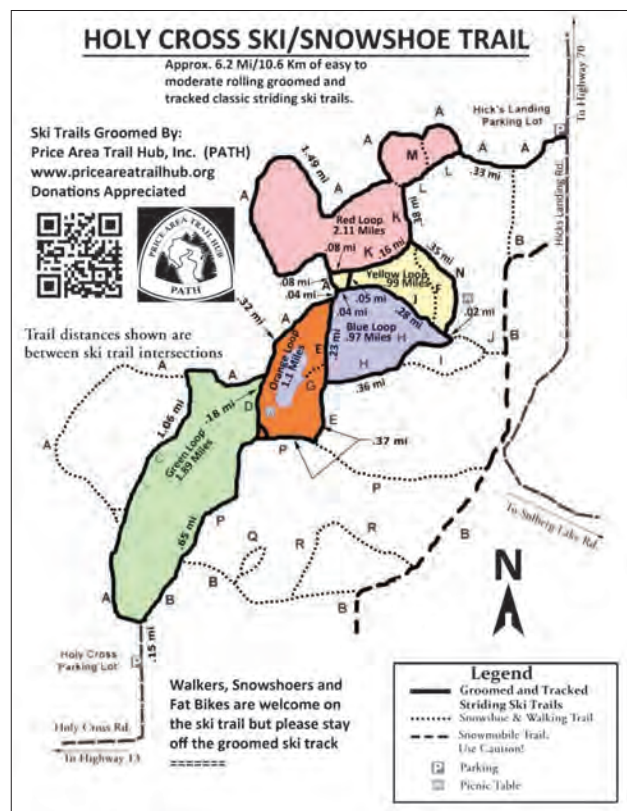 HOLY CROSS SKI/SNOWSHOE TRAIL
Approx. 6.2 Mi/10.6 Km of easy to
moderate rolling groomed and
tracked classic striding ski trails.
To Highway 70
Hick's Landing
Parking Lot
P
Ski Trails Groomed By:
Price Area Trail Hub, Inc. (PATH)
www.priceareatrailhub.org
Donations Appreciated
PRICE AREA TRAIL HUB
PATH
A
A
A
A
A
.33 mi
M
L
L
1.49 mi
A
A
.38 mi
K
Hicks Landing Rd.
Red Loop
2.11 Miles
K
.16 mi
.35 mi
B
.08 mi
.08 mi
.04 mi
A
Yellow Loop
.99 Miles
N
F
J
.05 mi
.04 mi
.28 mi
.02 mi
.32 mi
A
Blue Loop
.97 Miles
H
H
J
B
I
.36 mi
.23 mi
Orange Loop
1.1 Miles
E
G
D
E
P
.37 mi
Trail distances shown are
between ski trail intersections
A
A
A
.18 mi
1.06 mi
C
Green Loop
1.89 Miles
.65 mi
P
P
Q
R
R
B
B
B
To Solberg Lake Rd.
N
A
B
.15 mi
Holy Cross
Parking Lot
P
Holy Cross Rd.
To Highway 13
Walkers, Snowshoers and
Fat Bikes are welcome on
the ski trail but please stay
off the groomed ski track
=======
Legend
Groomed and Tracked
Striding Ski Trails
Snowshoe & Walking Trail
Snowmobile Trail,
Use Caution!
P Parking
Picnic Table